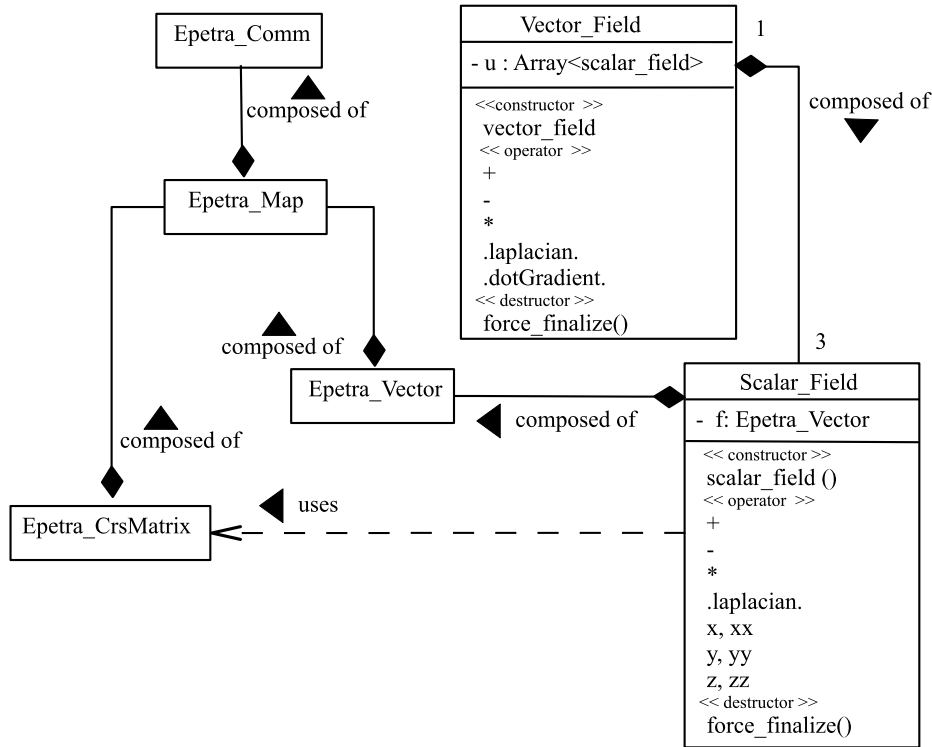 Epetra_Comm
composed of
Epetra_Map
composed of
Epetra_Vector
composed of
Epetra_CrsMatrix
uses
composed of
Vector_Field
- u : Array<scalar_field>
<<constructor >>
vector_field
<< operator >>
+
-
*
.laplacian.
.dotGradient.
<< destructor >>
force_finalize()
1
composed of
3
Scalar_Field
- f: Epetra_Vector
<< constructor >>
scalar_field ()
<< operator >>
+
-
*
.laplacian.
x, xx
y, yy
z, zz
<< destructor >>
force_finalize()